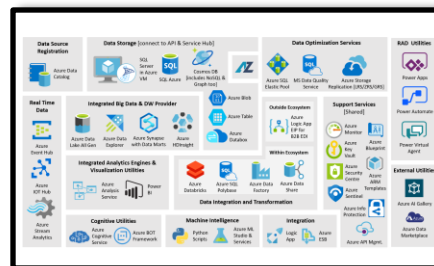 Data Source
Registration
Azure Data
Catalog
Data Storage [connect to API & Service Hub]
SQL
Server in
Azure
VM
SQL
SQL Azure
Cosmos DB
[includes NoSQL &
Graph too]
Data Optimization Services
Azure SQL
Elastic Pool
MS Data Quality
Service
Azure Storage
Replication (LRS/ZRS/GRS)
RAD Utilities
Power Apps
Power Automate
Power Virtual
Agent
Real Time
Data
Azure
Event Hub
Azure
IOT Hub
Azure
Stream
Analytics
Integrated Big Data & DW Provider
Azure Data
Lake All Gen
Azure Data
Explorer
Azure Synapse
with Data Marts
Azure
HDInsight
Azure Blob
Azure Table
Azure
Databox
Outside Ecosystem
Azure
Logic App
EIP for
B2B EDI
Support Services
[Shared]
Azure
Monitor
Azure
Key
Vault
Azure
Security
Centre
Azure
Sentinel
Azure
Info
Protection
Azure
Blueprint
Azure
ARM
Templates
Azure API Mgmt.
Integrated Analytics Engines &
Visualization Utilities
Azure
Analysis
Service
Power
BI
Within Ecosystem
Azure
Databricks
SQL
Azure SQL
Polybase
Azure Data
Factory
Azure Data
Share
Data Integration and Transformation
External Utilities
Azure AI Gallery
Azure Data
Marketplace
Cognitive Utilities
Azure
Cognitive
Service
Azure BOT
Framework
Machine Intelligence
Python
Scripts
Azure ML
Studio &
Services
Integration
Logic
App
Azure
ESB